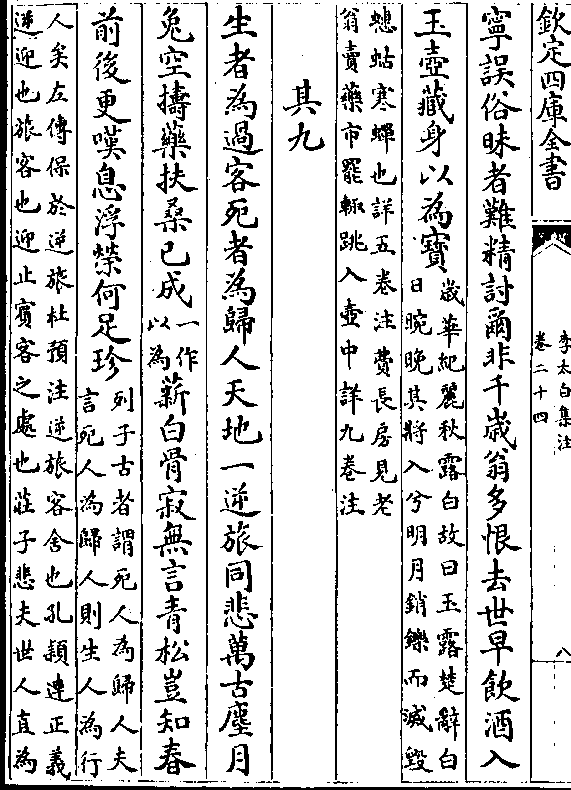 欽定四庫全書
李太白集注
卷二十四
八
寧誤俗昧者難精討爾非千歲翁多恨去世早飲酒入
玉壺藏身以為寶
歲華紀麗秋露白故曰玉露楚辭白
日晼晚其將入兮明月銷鑠而滅毀
蟪蛄寒蟬也詳五卷注費長房見老
翁賣藥市罷輙跳入壺中詳九卷注
其九
生者為過客死者為歸人天地一逆旅同悲萬古塵月
兔空擣藥扶桑已成
一作
以為
薪白骨寂無言青松豈知春
前後更嘆息浮榮何足珍
列子古者謂死人為歸人夫
言死人為歸人則生人為行
人矣左傳保於逆旅杜預注逆旅客舍也孔穎達正義
逆迎也旅客也迎止賓客之處也莊子悲夫世人直為